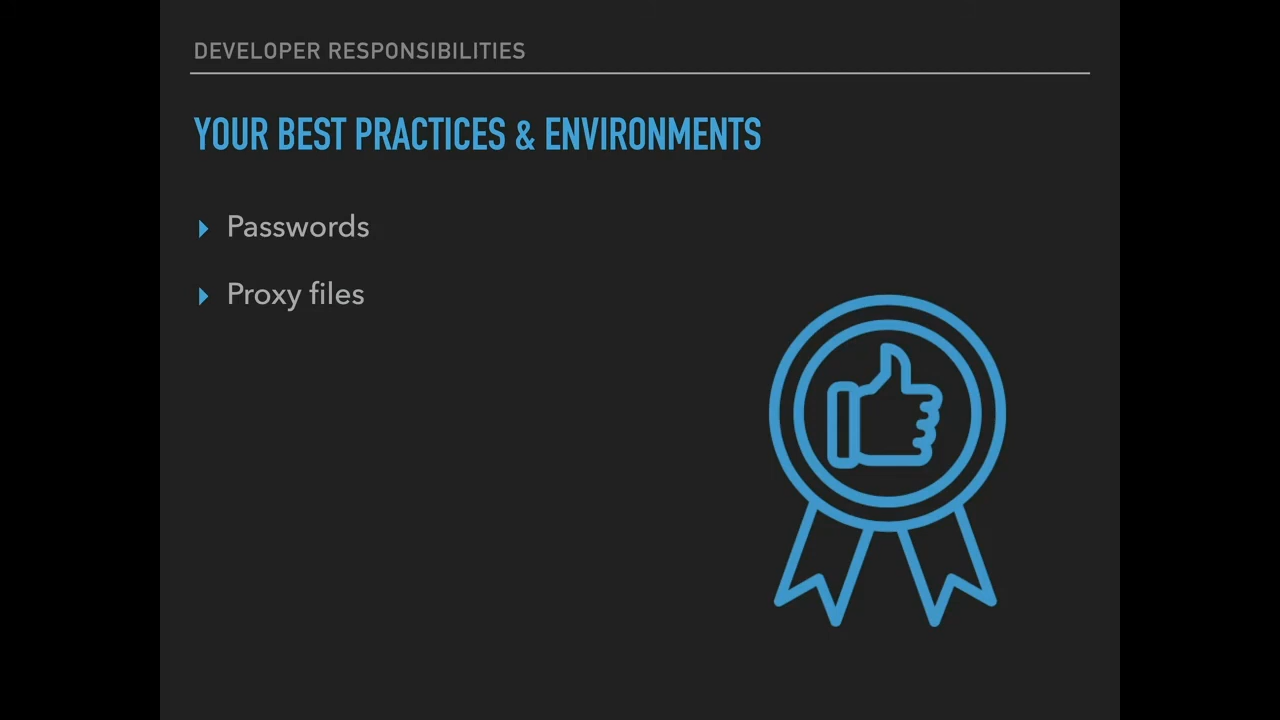 DEVELOPER RESPONSIBILITIES
YOUR BEST PRACTICES & ENVIRONMENTS
Passwords
Proxy files